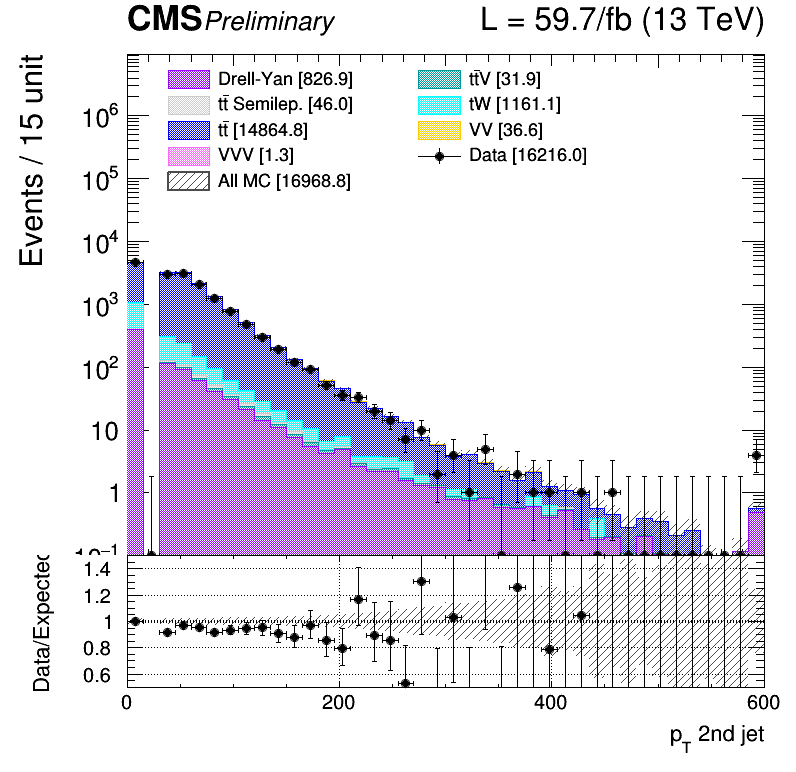 CMS Preliminary L = 59.7/fb (13 TeV)
Events / 15 unit
Drell-Yan [826.9] tt̄V [31.9]
tt̄ Semilep. [46.0] tW [1161.1]
tt̄ [14864.8] VV [36.6]
VVV [1.3] Data [16216.0]
All MC [16968.8]
10⁶
10⁵
10⁴
10³
10²
10
1
10⁻¹
Data/Expected
1.4
1.2
1
0.8
0.6
0 200 400 600
p_T 2nd jet